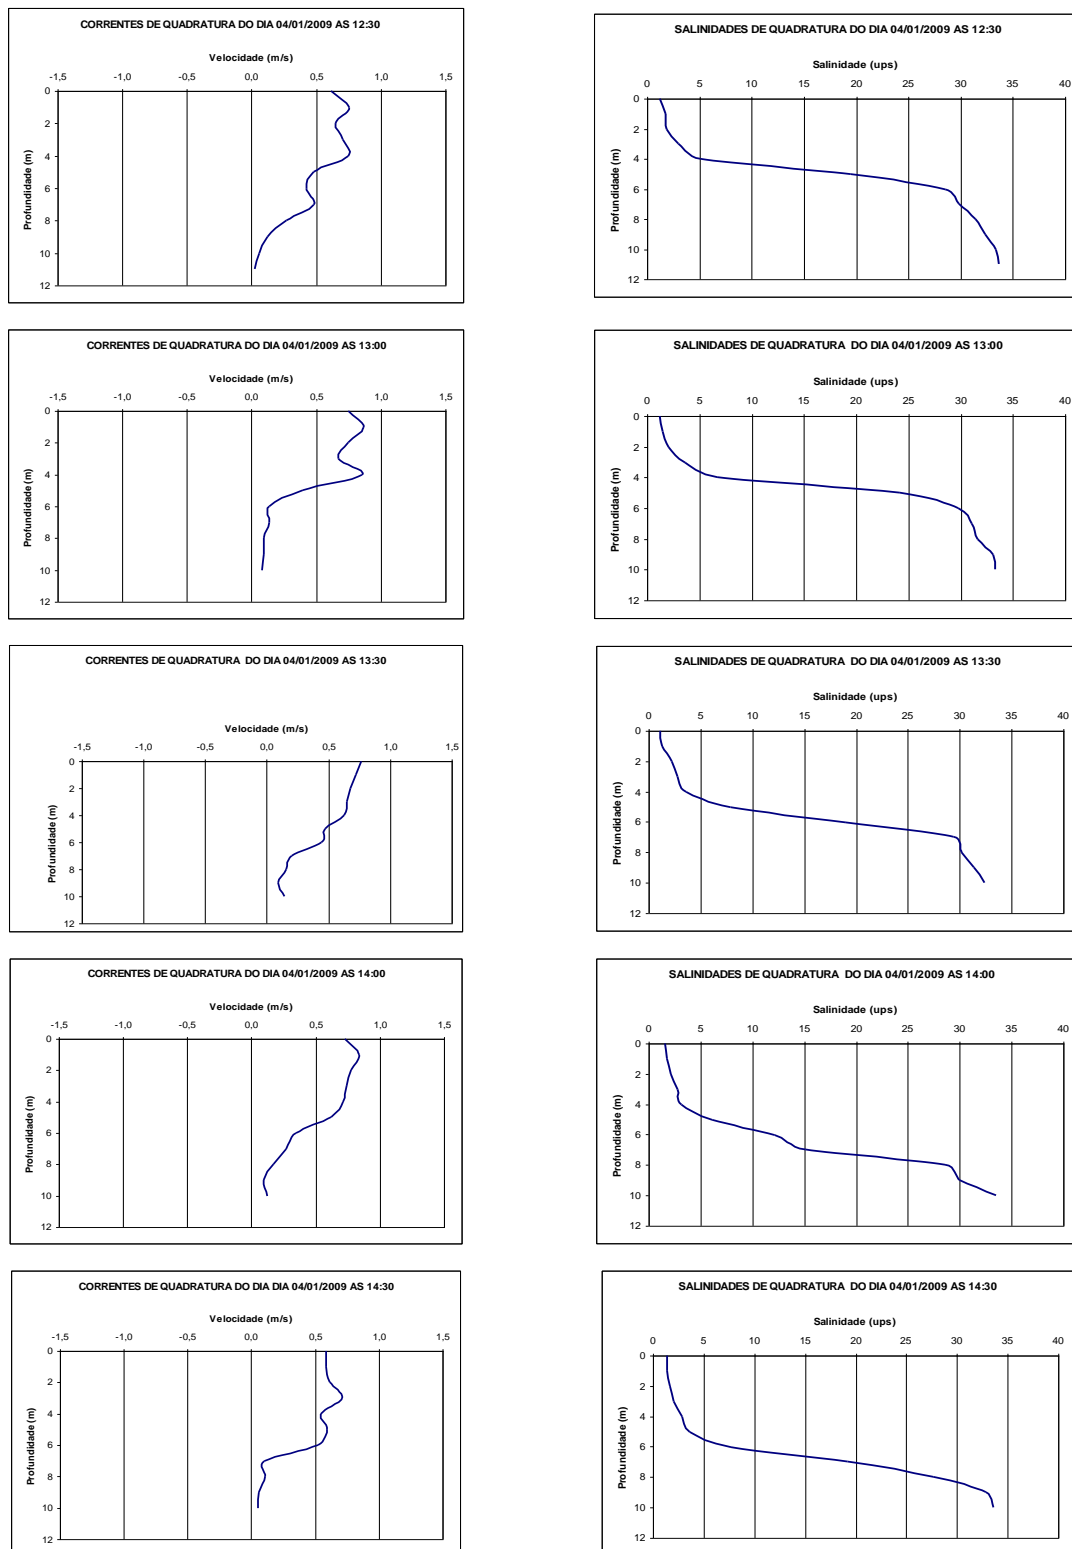 CORRENTES DE QUADRATURA DO DIA 04/01/2009 AS 12:30
Velocidade (m/s)
-1,5 -1,0 -0,5 0,0 0,5 1,0 1,5
Profundidade (m)
0
2
4
6
8
10
12
SALINIDADES DE QUADRATURA DO DIA 04/01/2009 AS 12:30
Salinidade (ups)
0 5 10 15 20 25 30 35 40
Profundidade (m)
0
2
4
6
8
10
12
CORRENTES DE QUADRATURA DO DIA 04/01/2009 AS 13:00
Velocidade (m/s)
-1,5 -1,0 -0,5 0,0 0,5 1,0 1,5
Profundidade (m)
0
2
4
6
8
10
12
SALINIDADES DE QUADRATURA DO DIA 04/01/2009 AS 13:00
Salinidade (ups)
0 5 10 15 20 25 30 35 40
Profundidade (m)
0
2
4
6
8
10
12
CORRENTES DE QUADRATURA DO DIA 04/01/2009 AS 13:30
Velocidade (m/s)
-1,5 -1,0 -0,5 0,0 0,5 1,0 1,5
Profundidade (m)
0
2
4
6
8
10
12
SALINIDADES DE QUADRATURA DO DIA 04/01/2009 AS 13:30
Salinidade (ups)
0 5 10 15 20 25 30 35 40
Profundidade (m)
0
2
4
6
8
10
12
CORRENTES DE QUADRATURA DO DIA 04/01/2009 AS 14:00
Velocidade (m/s)
-1,5 -1,0 -0,5 0,0 0,5 1,0 1,5
Profundidade (m)
0
2
4
6
8
10
12
SALINIDADES DE QUADRATURA DO DIA 04/01/2009 AS 14:00
Salinidade (ups)
0 5 10 15 20 25 30 35 40
Profundidade (m)
0
2
4
6
8
10
12
CORRENTES DE QUADRATURA DO DIA DIA 04/01/2009 AS 14:30
Velocidade (m/s)
-1,5 -1,0 -0,5 0,0 0,5 1,0 1,5
Profundidade (m)
0
2
4
6
8
10
12
SALINIDADES DE QUADRATURA DO DIA 04/01/2009 AS 14:30
Salinidade (ups)
0 5 10 15 20 25 30 35 40
Profundidade (m)
0
2
4
6
8
10
12